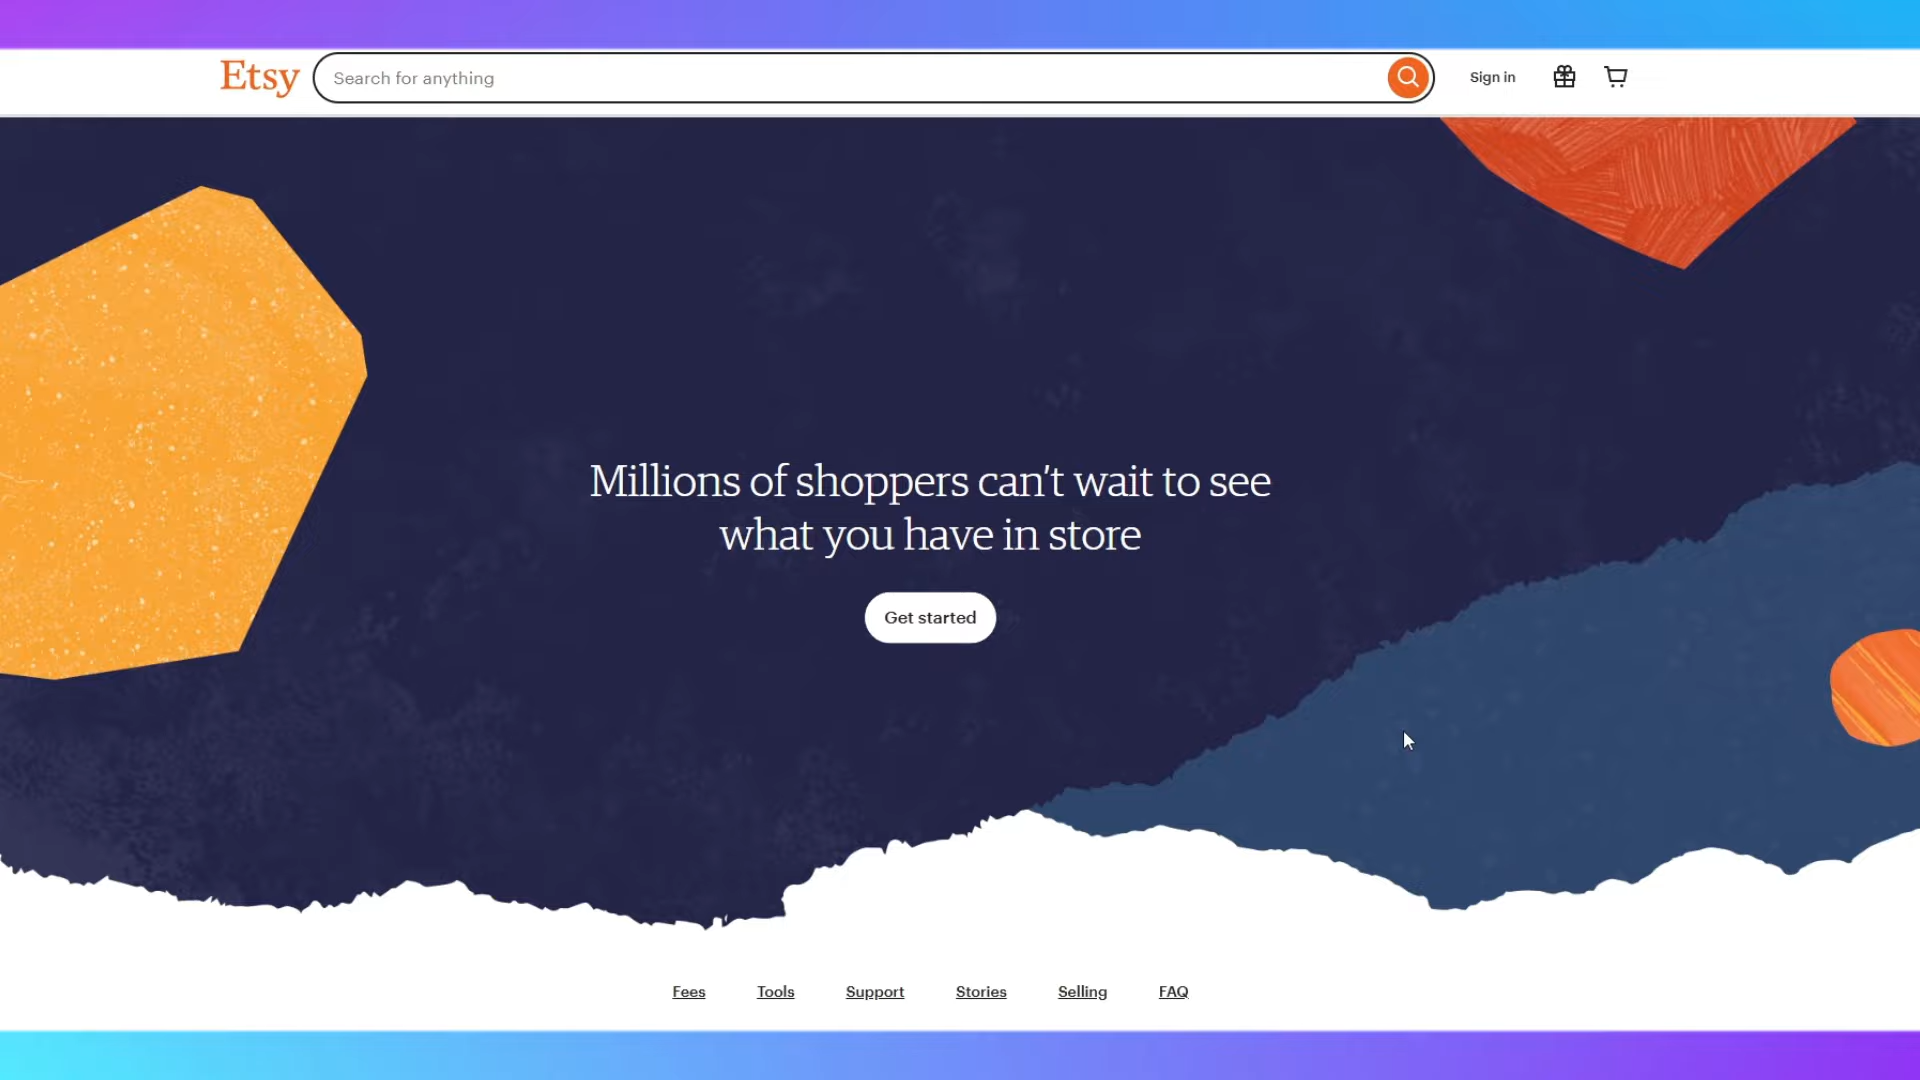 Etsy
Search for anything
Sign in
Millions of shoppers can't wait to see
what you have in store
Get started
Fees Tools Support Stories Selling FAQ